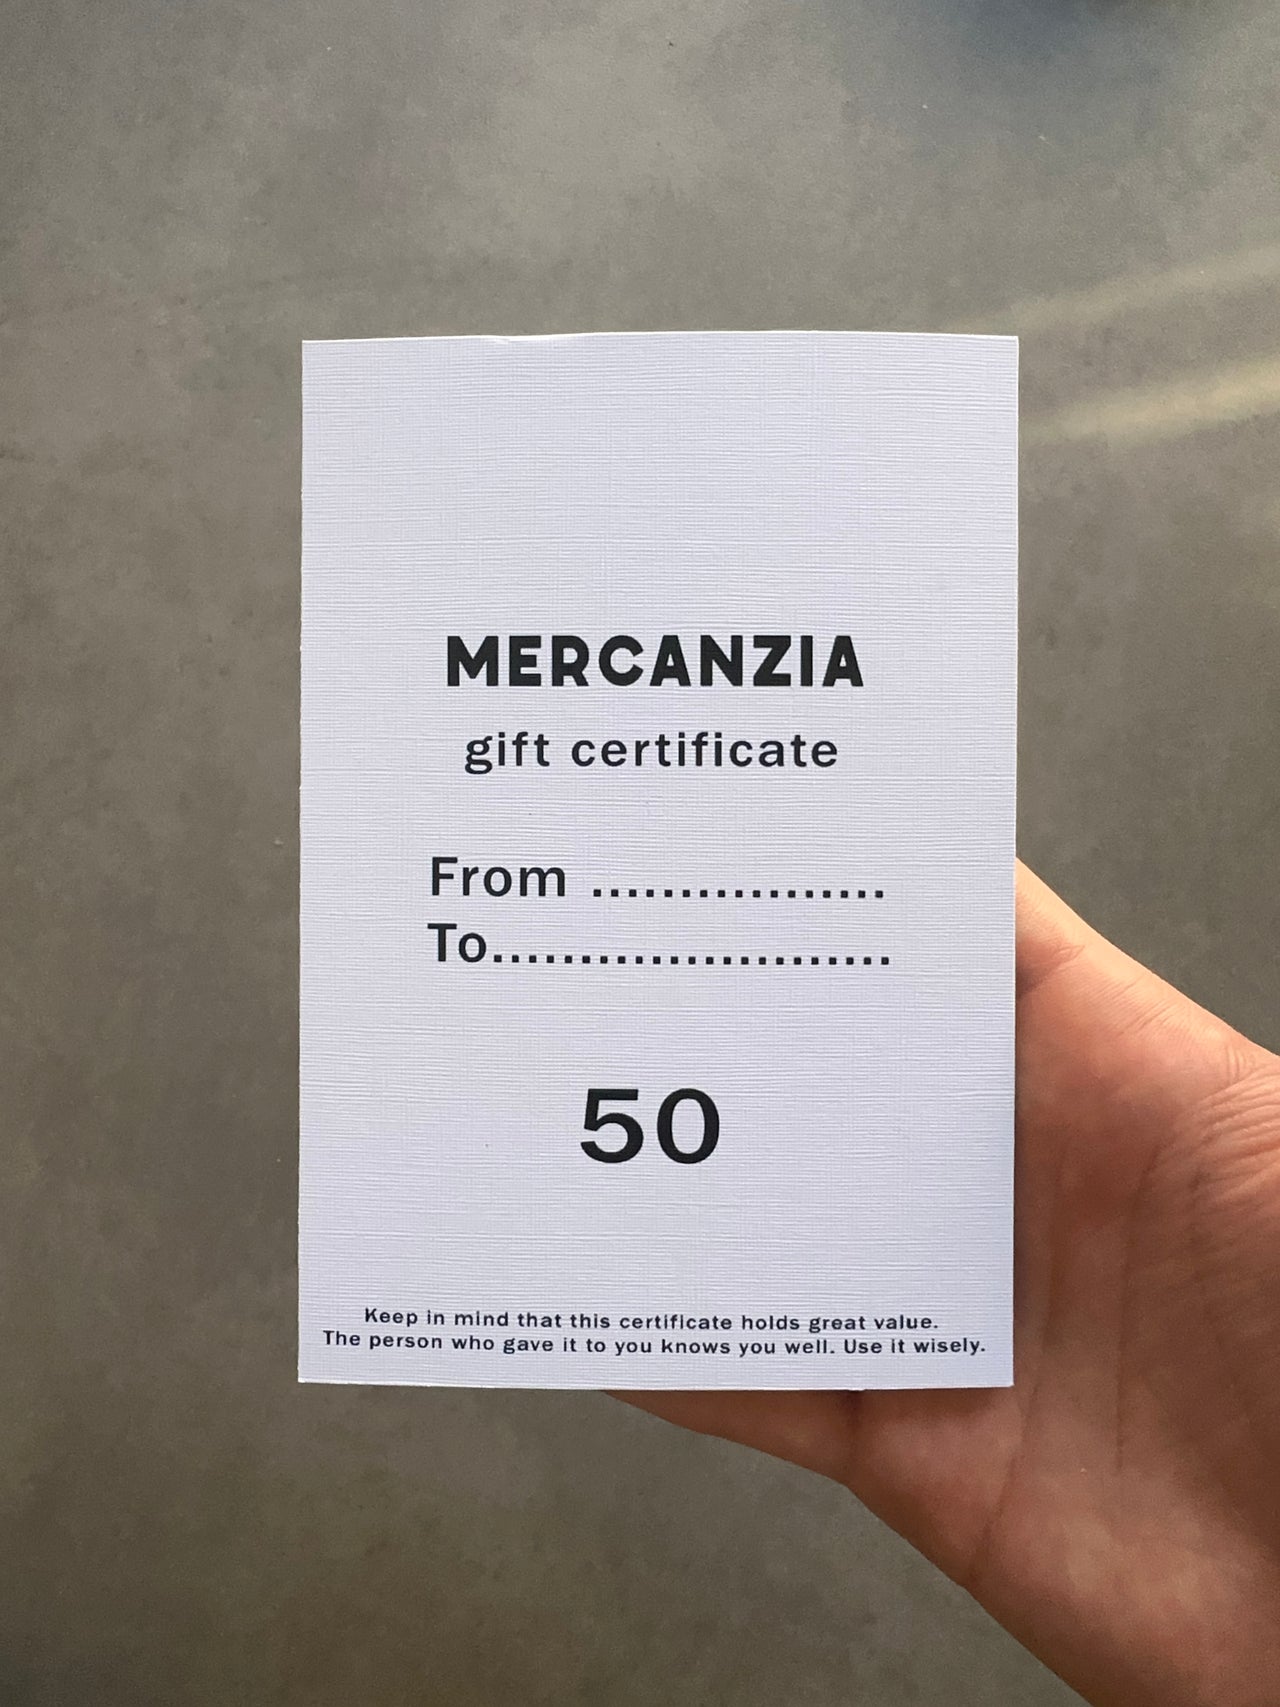 MERCANZIA
gift certificate
From .................
To.......................
50
Keep in mind that this certificate holds great value.
The person who gave it to you knows you well. Use it wisely.